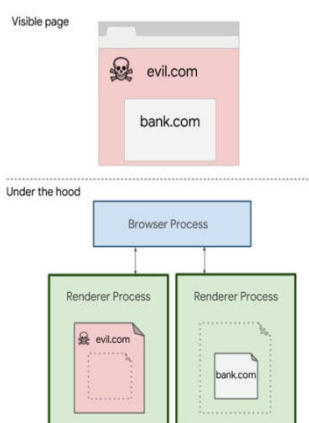 Visible page
evil.com
bank.com
Under the hood
Browser Process
Renderer Process
Renderer Process
evil.com
bank.com